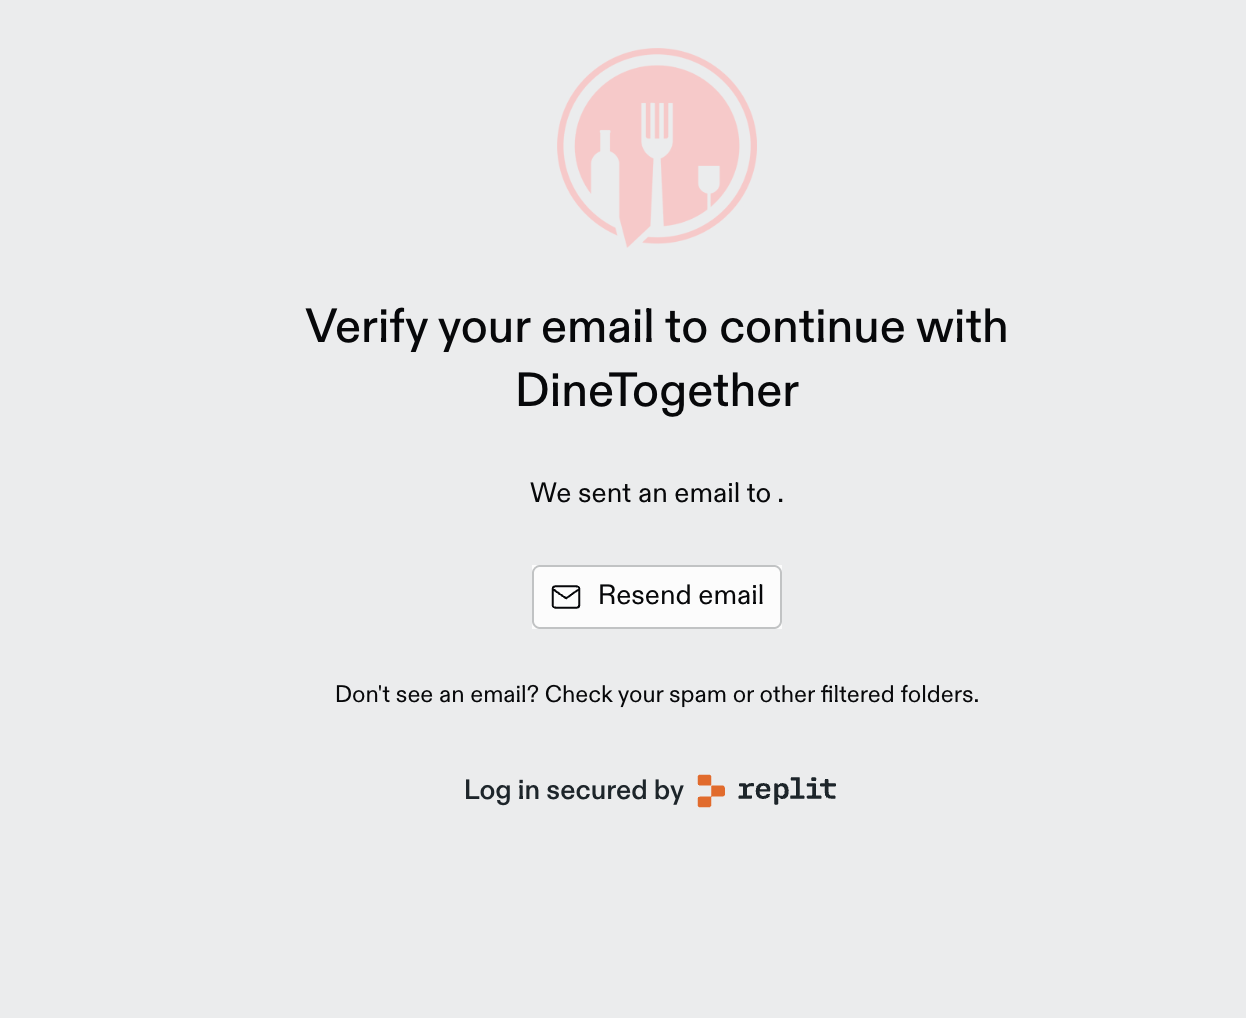 Verify your email to continue with
DineTogether
We sent an email to .
Resend email
Don't see an email? Check your spam or other filtered folders.
Log in secured by replit